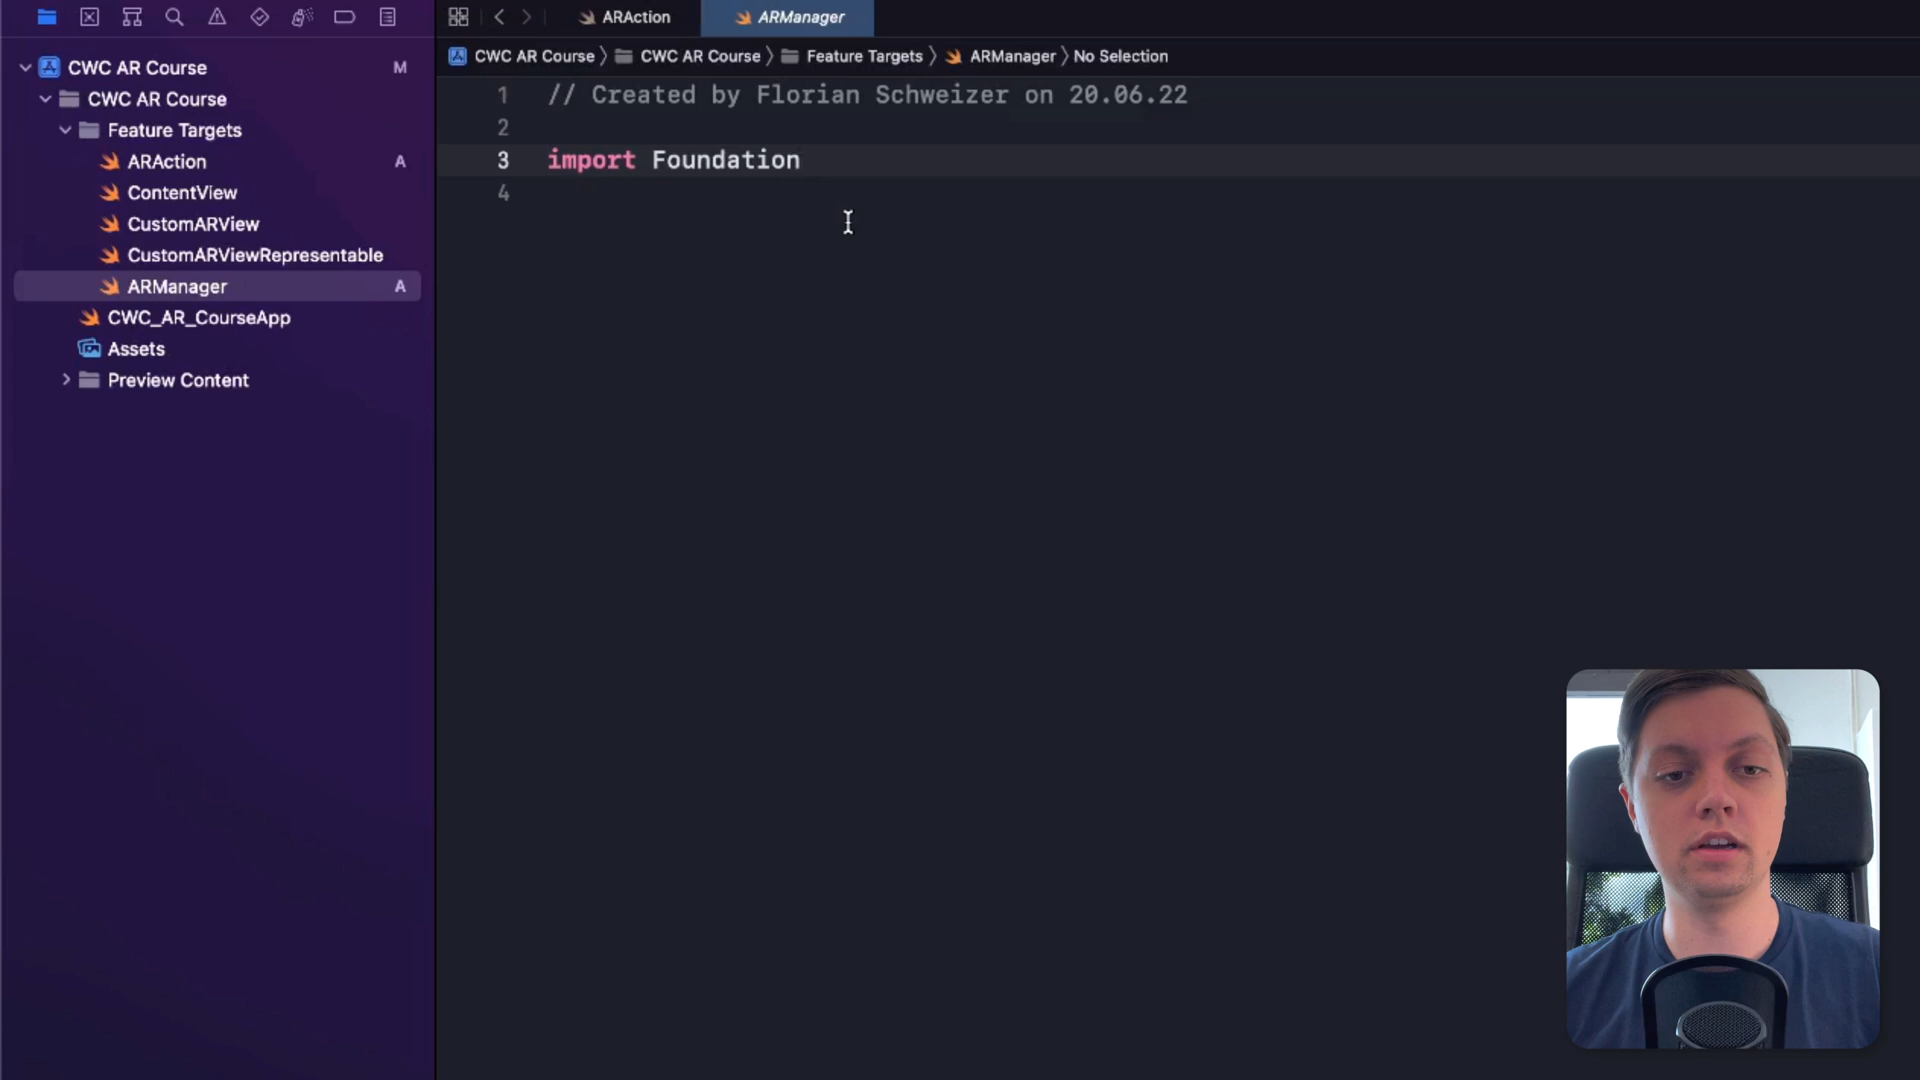 ARAction
ARManager
CWC AR Course
M
CWC AR Course
CWC AR Course
Feature Targets
ARManager
No Selection
CWC AR Course
Feature Targets
ARAction
A
ContentView
CustomARView
CustomARViewRepresentable
ARManager
A
CWC_AR_CourseApp
Assets
Preview Content
1 // Created by Florian Schweizer on 20.06.22
2
3 import Foundation
4